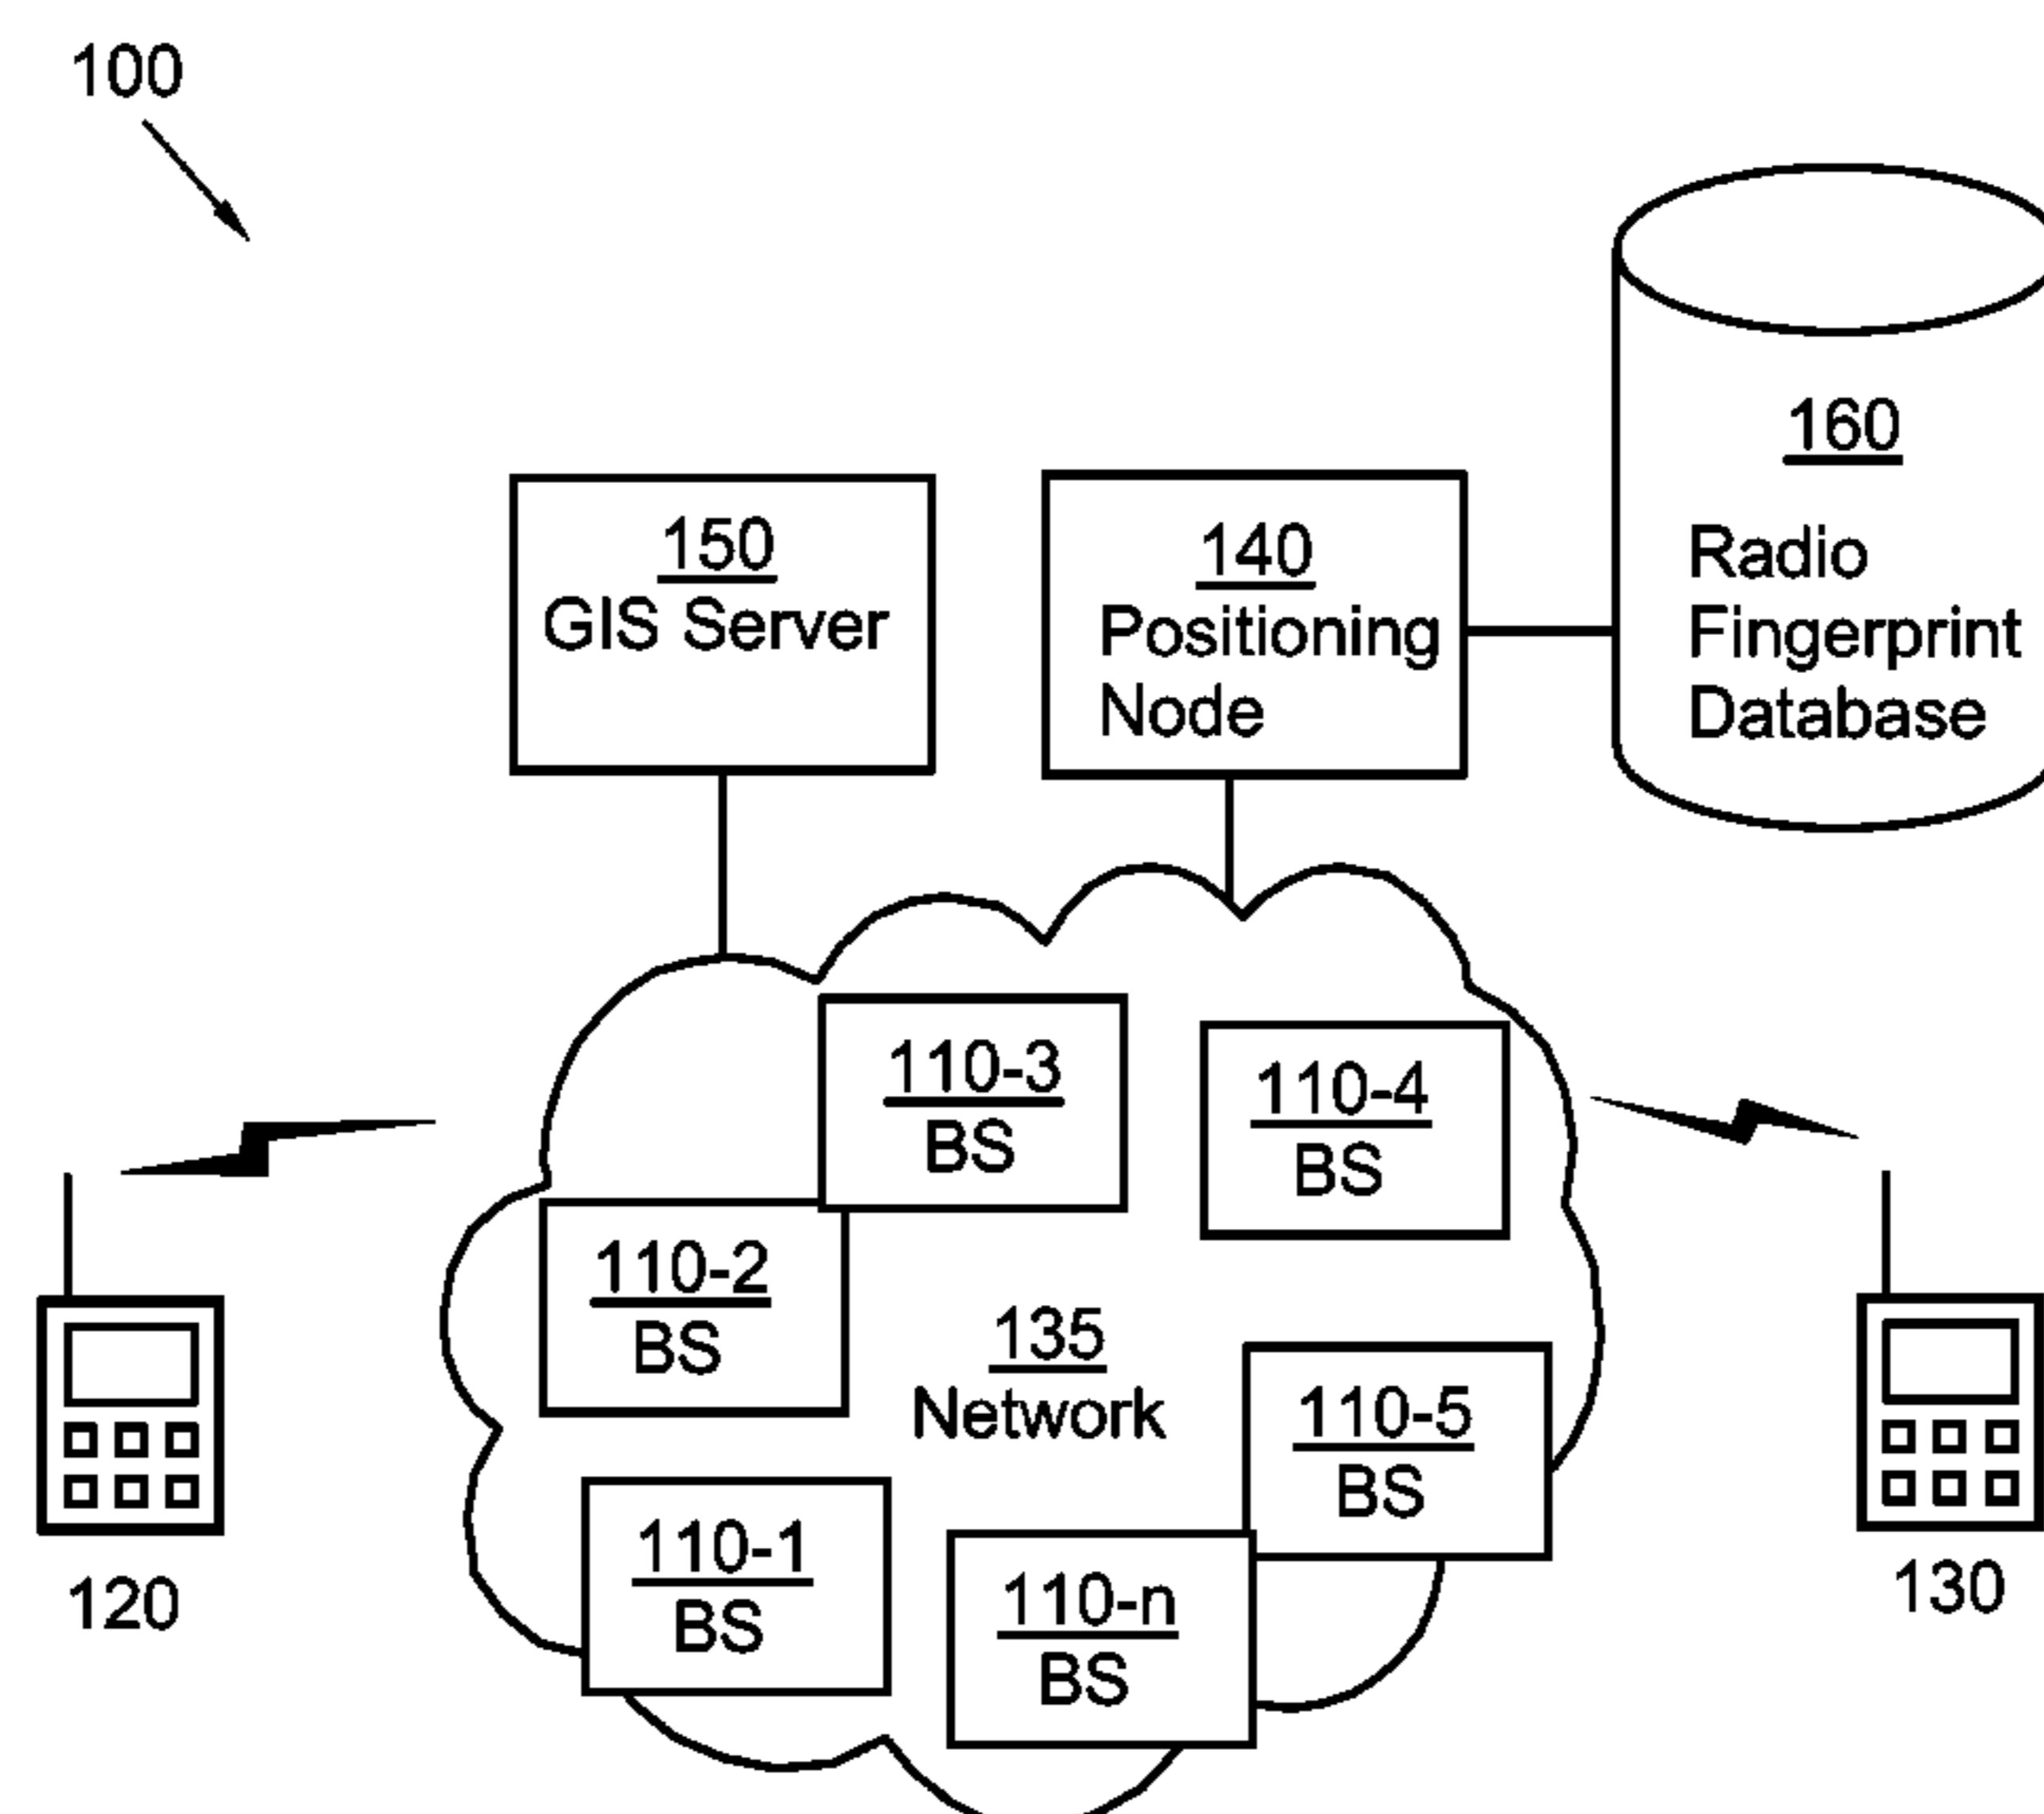 100
160
Radio
Fingerprint
Database
150
GIS Server
140
Positioning
Node
110-3
BS
110-4
BS
110-2
BS
135
Network
110-5
BS
110-1
BS
110-n
BS
120
130